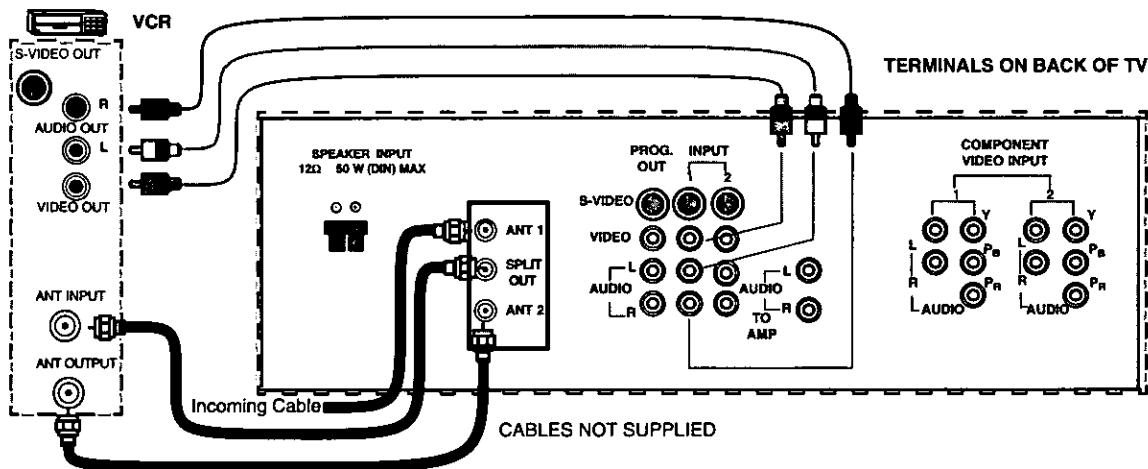 VCR
S-VIDEO OUT
R
AUDIO OUT
L
VIDEO OUT
ANT INPUT
ANT OUTPUT
TERMINALS ON BACK OF TV
SPEAKER INPUT
12Ω 50 W (DIN) MAX
ANT 1
SPLIT
OUT
ANT 2
PROG. INPUT
OUT 1 2
S-VIDEO
VIDEO
L
AUDIO
R
L
AUDIO
R
TO
AMP
COMPONENT
VIDEO INPUT
1 2
Y Y
L L
PB PB
R R
PR PR
AUDIO AUDIO
Incoming Cable
CABLES NOT SUPPLIED